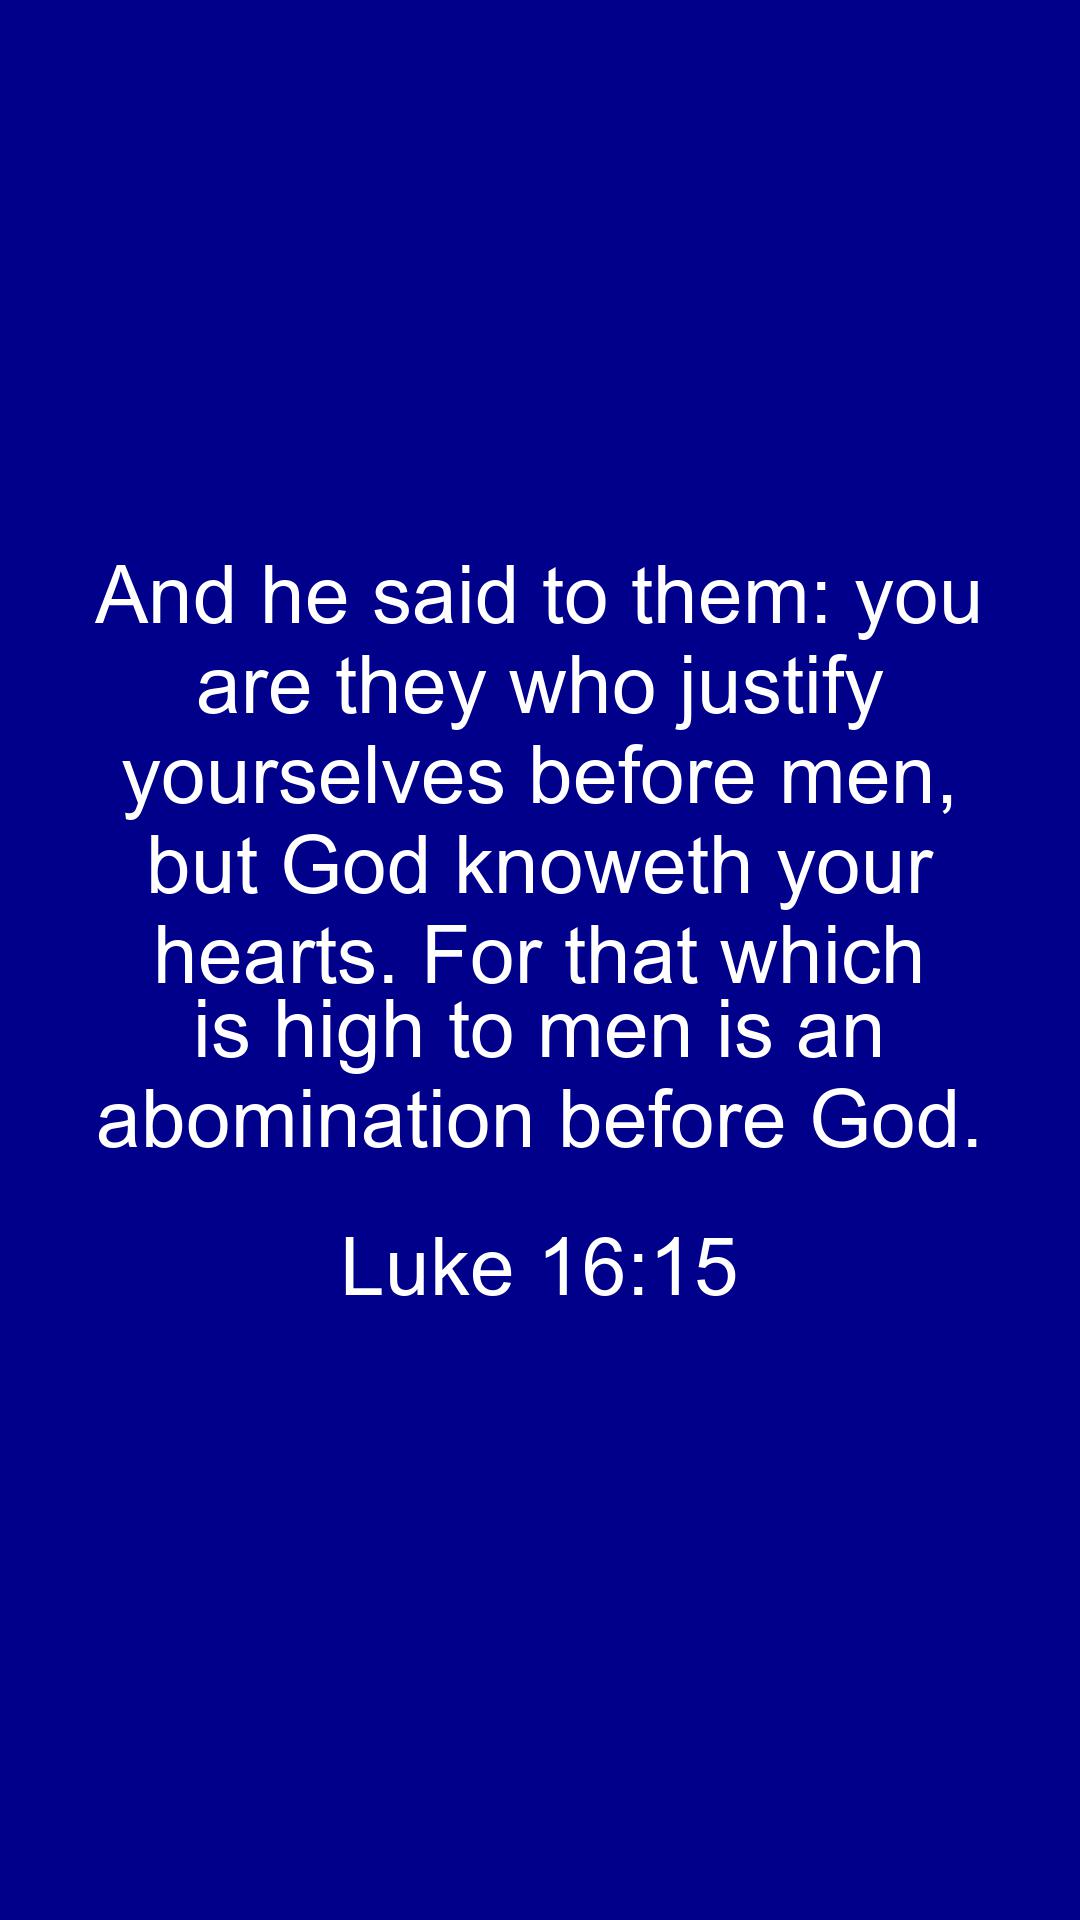 And he said to them: you
are they who justify
yourselves before men,
but God knoweth your
hearts. For that which
is high to men is an
abomination before God.
Luke 16:15